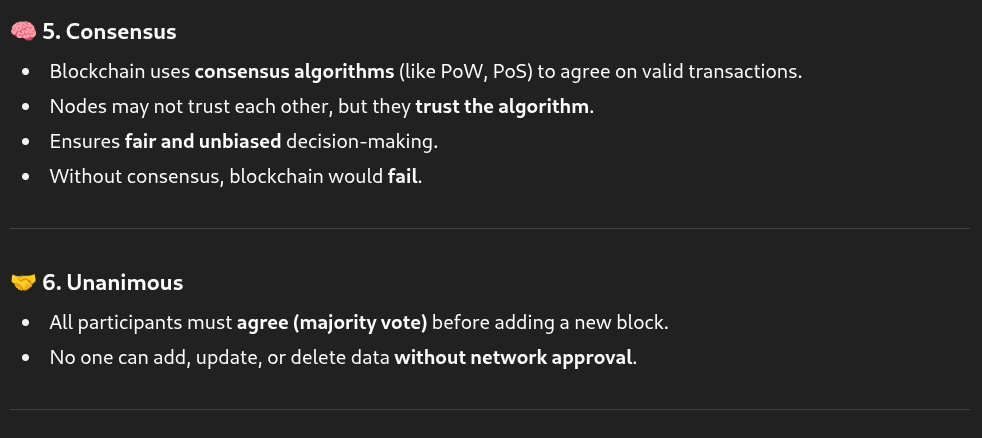 🧠 5. Consensus
• Blockchain uses consensus algorithms (like PoW, PoS) to agree on valid transactions.
• Nodes may not trust each other, but they trust the algorithm.
• Ensures fair and unbiased decision-making.
• Without consensus, blockchain would fail.
🤝 6. Unanimous
• All participants must agree (majority vote) before adding a new block.
• No one can add, update, or delete data without network approval.